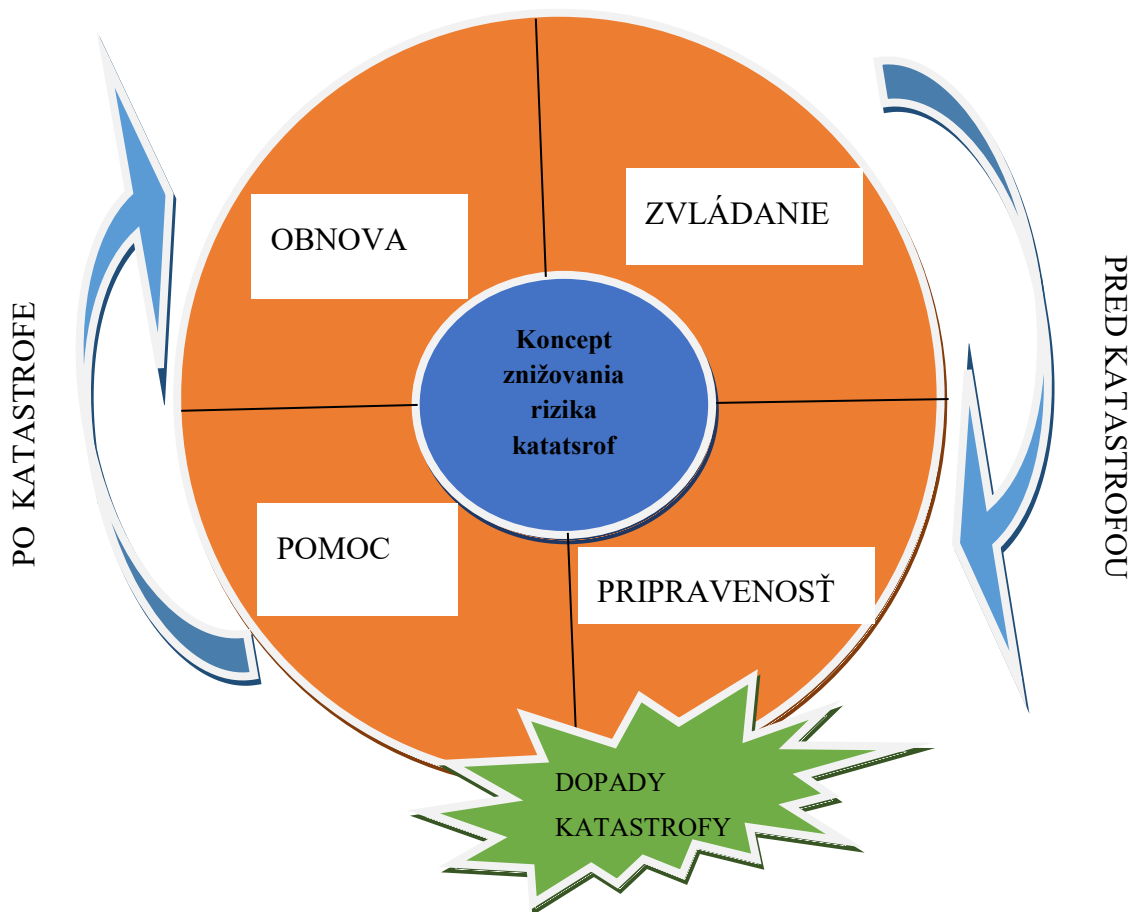 OBNOVA
ZVLÁDANIE
PO KATASTROFE
PRED KATASTROFOU
Koncept
znižovania
rizika
katatsrof
POMOC
PRIPRAVENOSŤ
DOPADY
KATASTROFY